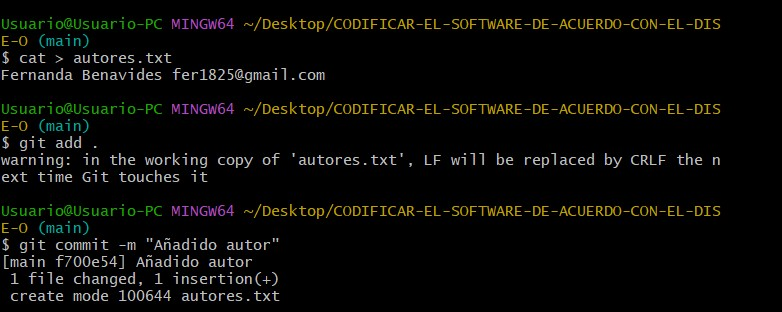 Usuario@Usuario-PC MINGW64 ~/Desktop/CODIFICAR-EL-SOFTWARE-DE-ACUERDO-CON-EL-DIS
E-O (main)
$ cat > autores.txt
Fernanda Benavides fer1825@gmail.com
Usuario@Usuario-PC MINGW64 ~/Desktop/CODIFICAR-EL-SOFTWARE-DE-ACUERDO-CON-EL-DIS
E-O (main)
$ git add .
warning: in the working copy of 'autores.txt', LF will be replaced by CRLF the n
ext time Git touches it
Usuario@Usuario-PC MINGW64 ~/Desktop/CODIFICAR-EL-SOFTWARE-DE-ACUERDO-CON-EL-DIS
E-O (main)
$ git commit -m "Añadido autor"
[main f700e54] Añadido autor
 1 file changed, 1 insertion(+)
 create mode 100644 autores.txt